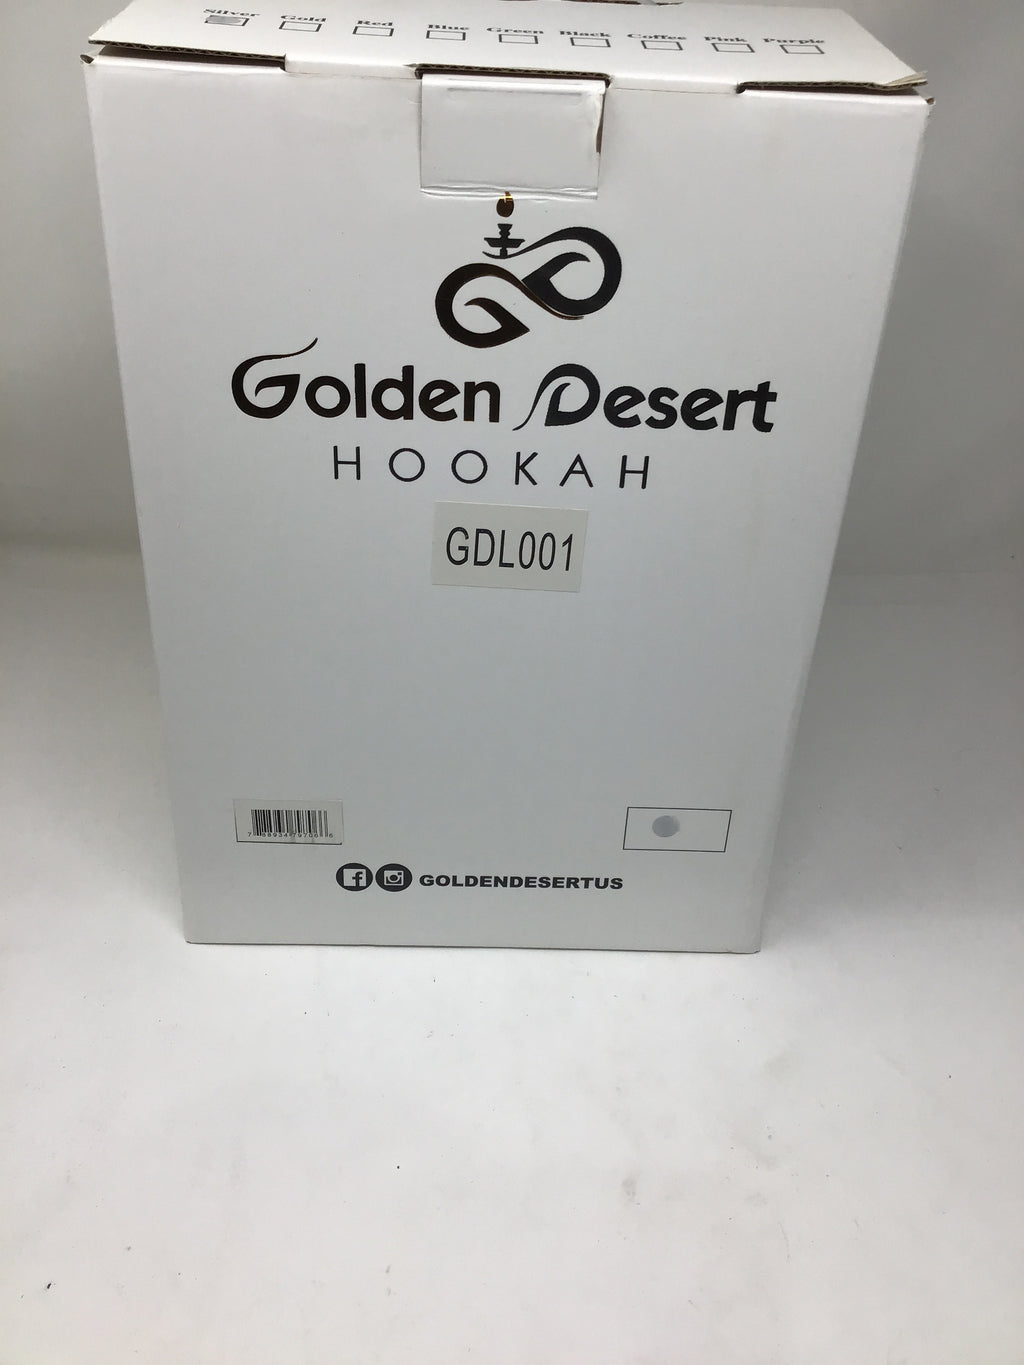 Silver Gold Red Blue Green Black Coffee Pink Purple
Golden Desert
HOOKAH
GDL001
GOLDENDESERTUS